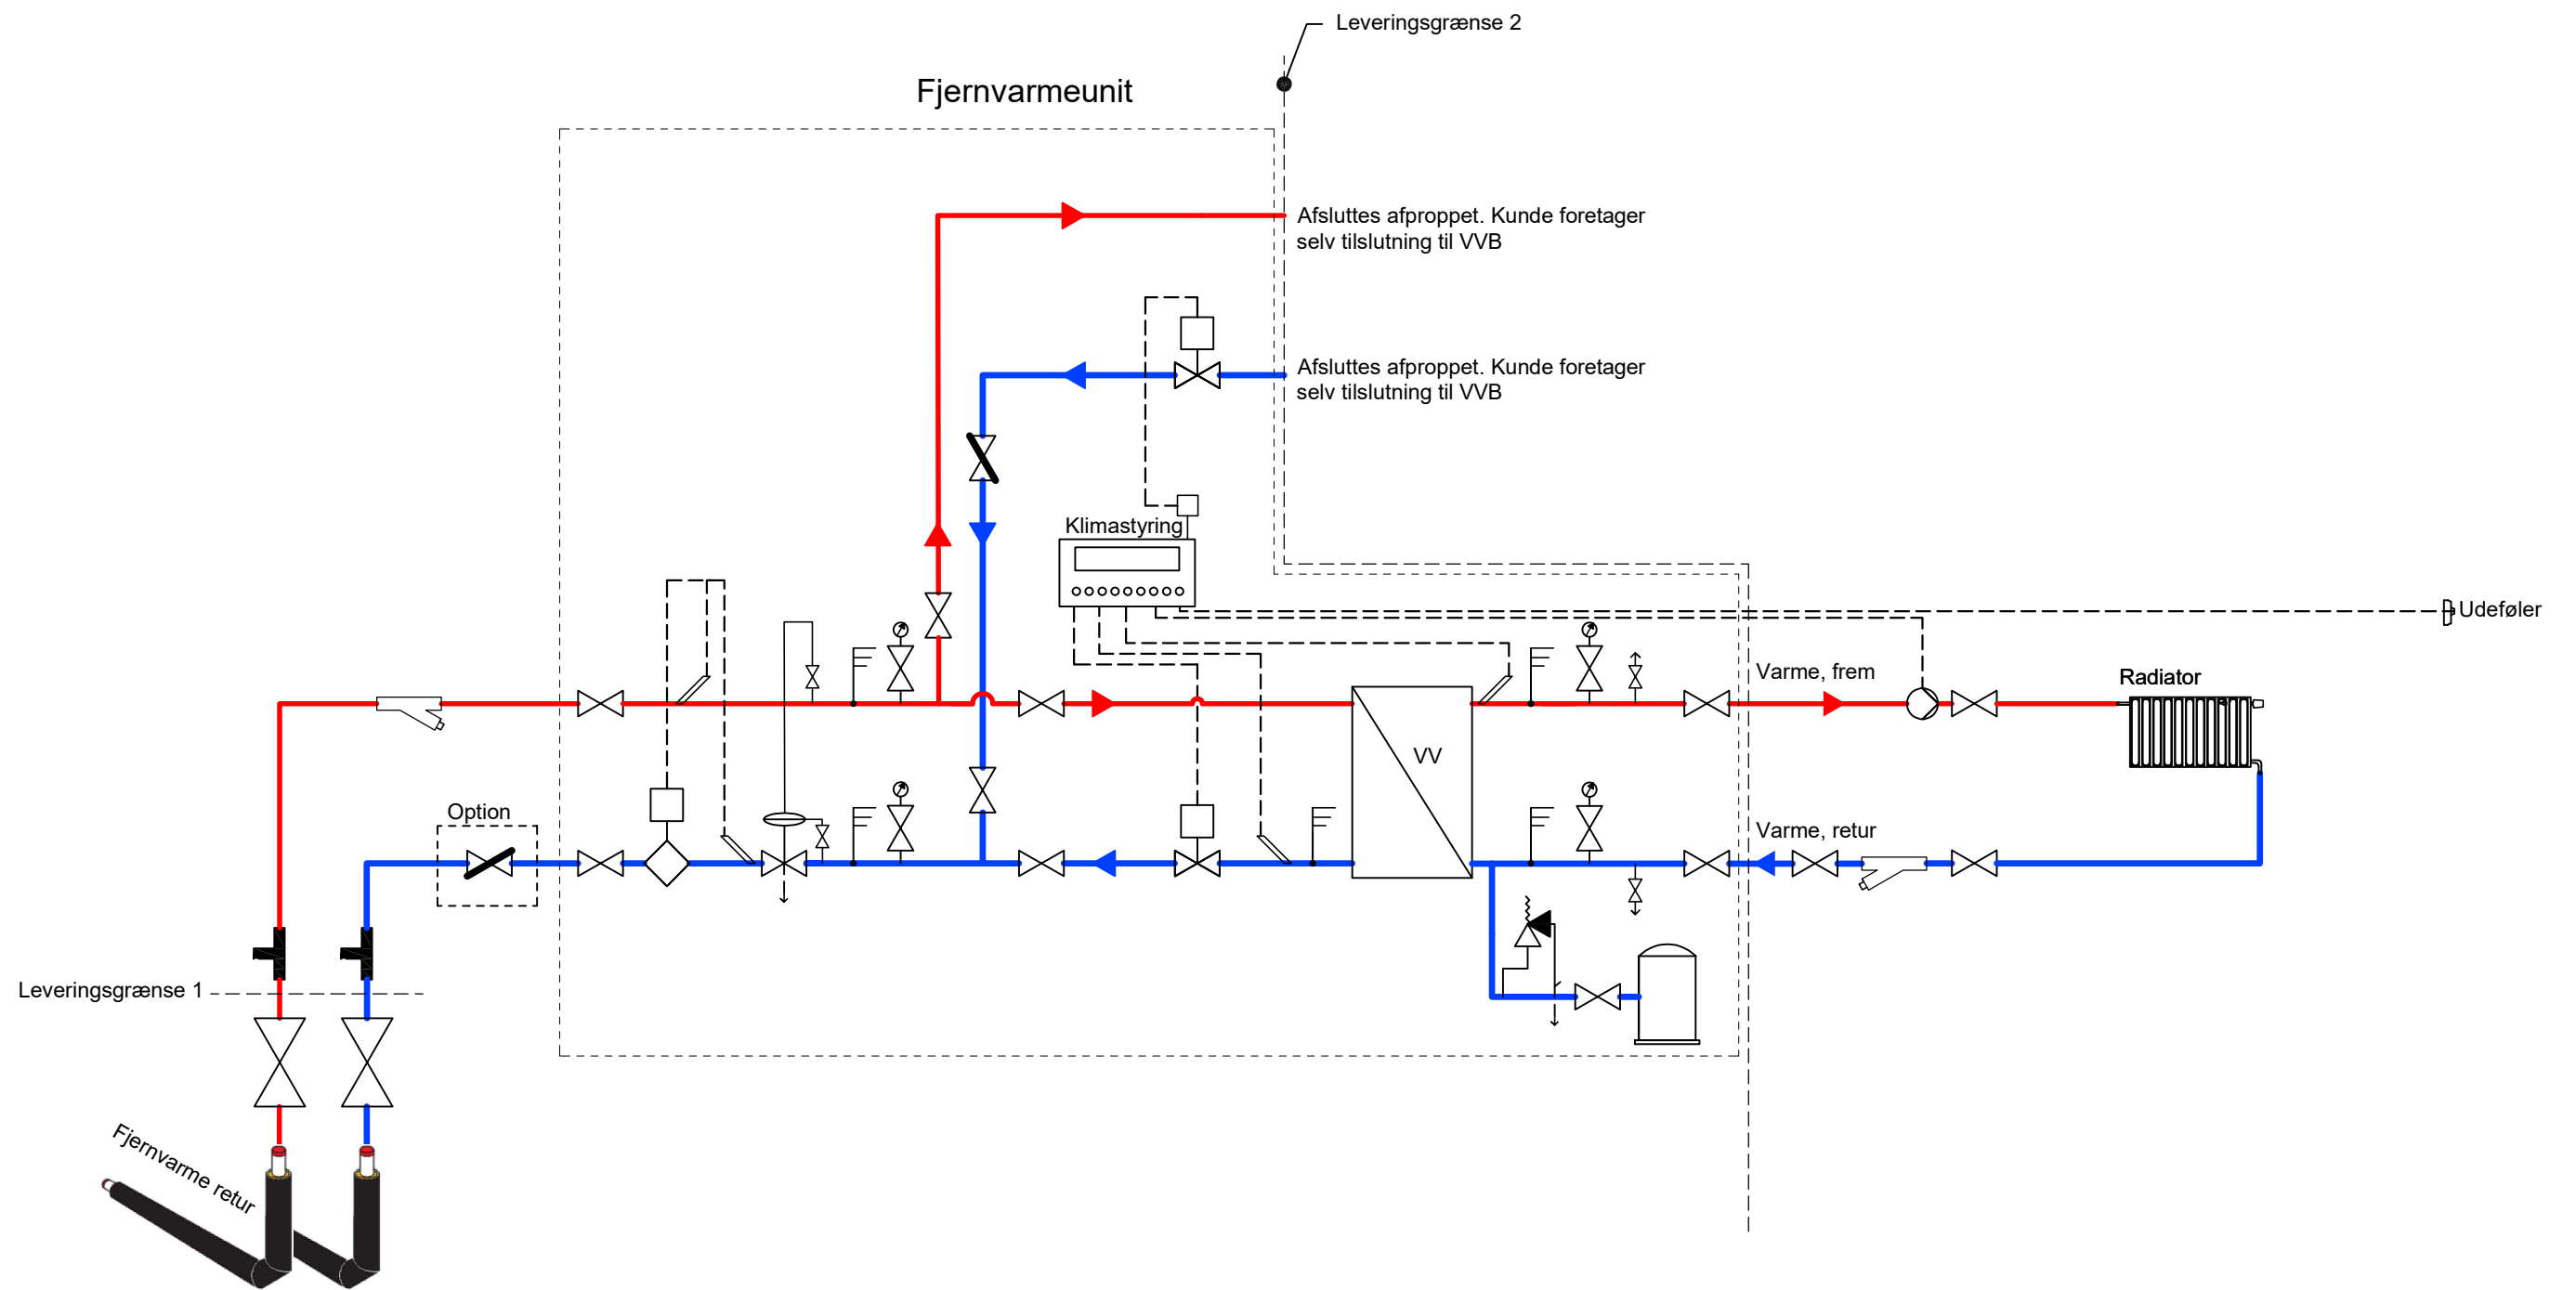 Leveringsgrænse 2
Fjernvarmeunit
Afsluttes afproppet. Kunde foretager
selv tilslutning til VVB
Afsluttes afproppet. Kunde foretager
selv tilslutning til VVB
Klimastyring
Udeføler
Varme, frem
Radiator
VV
Option
Varme, retur
Leveringsgrænse 1
Fjernvarme retur